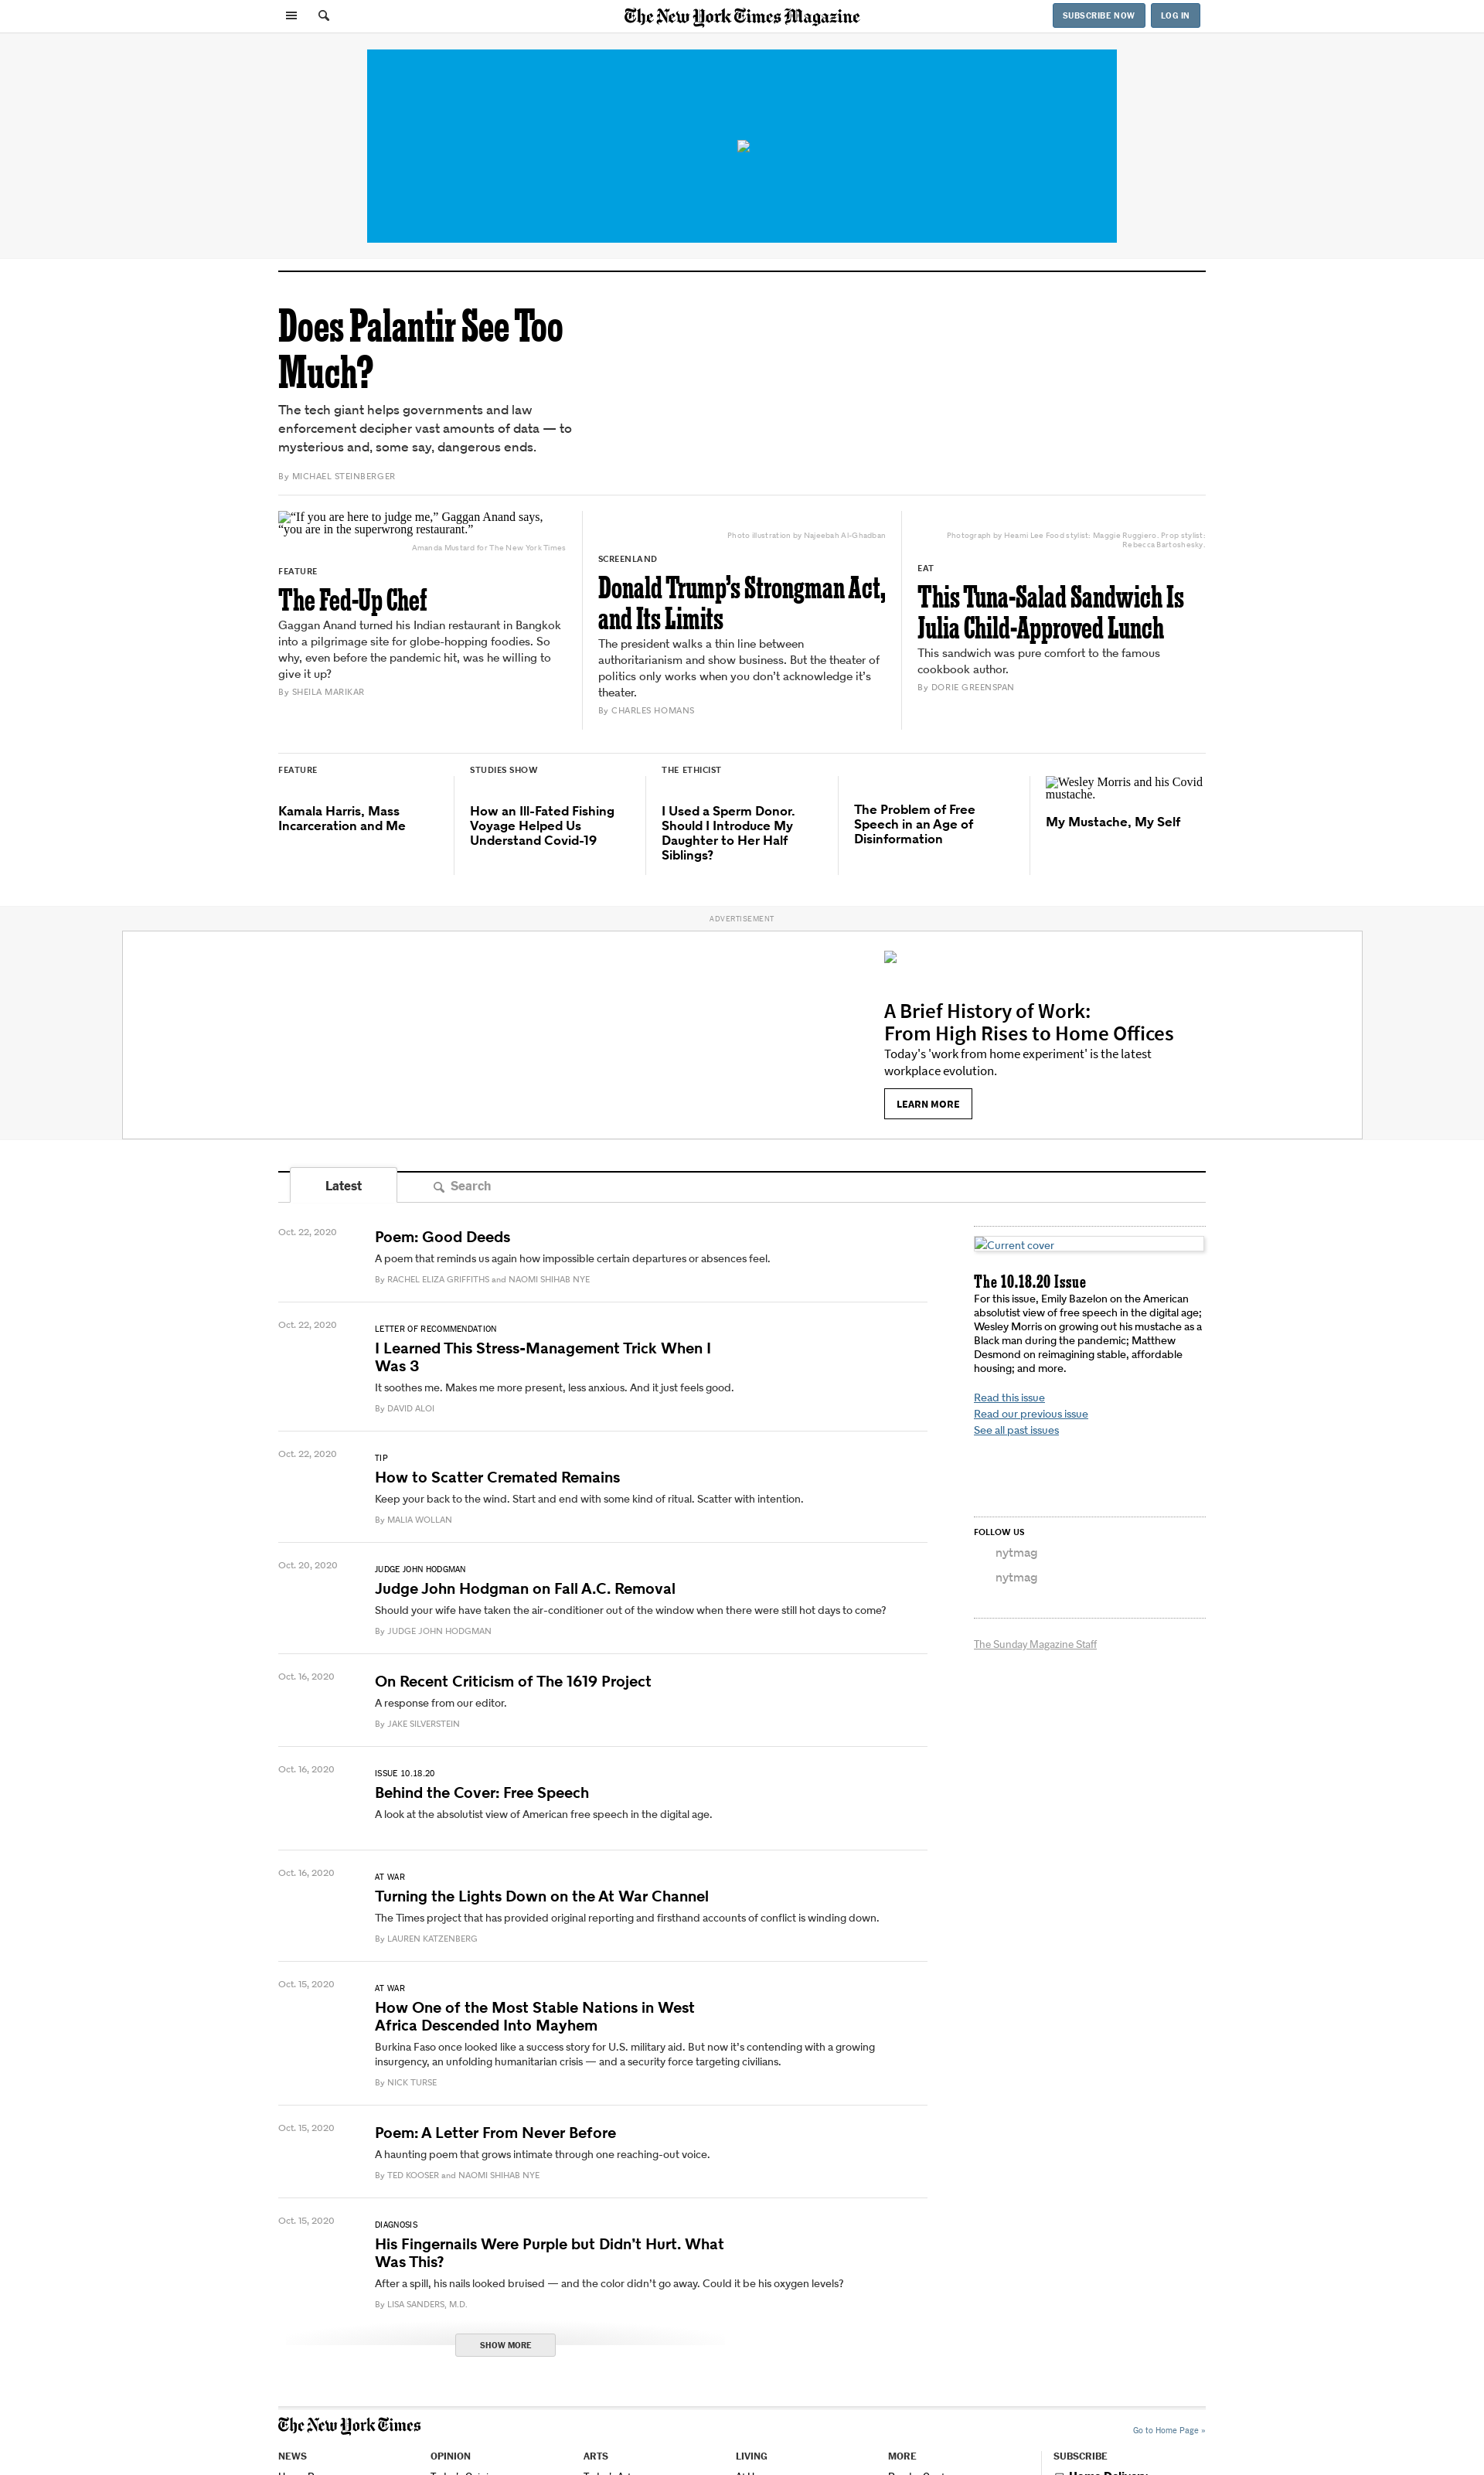 The New York Times Magazine
SUBSCRIBE NOW
LOG IN
Does Palantir See Too
Much?
The tech giant helps governments and law
enforcement decipher vast amounts of data — to
mysterious and, some say, dangerous ends.
By MICHAEL STEINBERGER
“If you are here to judge me,” Gaggan Anand says,
“you are in the superwrong restaurant.”
Amanda Mustard for The New York Times
FEATURE
The Fed-Up Chef
Gaggan Anand turned his Indian restaurant in Bangkok
into a pilgrimage site for globe-hopping foodies. So
why, even before the pandemic hit, was he willing to
give it up?
By SHEILA MARIKAR
Photo illustration by Najeebah Al-Ghadban
SCREENLAND
Donald Trump’s Strongman Act,
and Its Limits
The president walks a thin line between
authoritarianism and show business. But the theater of
politics only works when you don’t acknowledge it’s
theater.
By CHARLES HOMANS
Photograph by Heami Lee Food stylist: Maggie Ruggiero. Prop stylist:
Rebecca Bartoshesky.
EAT
This Tuna-Salad Sandwich Is
Julia Child-Approved Lunch
This sandwich was pure comfort to the famous
cookbook author.
By DORIE GREENSPAN
FEATURE
Kamala Harris, Mass
Incarceration and Me
STUDIES SHOW
How an Ill-Fated Fishing
Voyage Helped Us
Understand Covid-19
THE ETHICIST
I Used a Sperm Donor.
Should I Introduce My
Daughter to Her Half
Siblings?
The Problem of Free
Speech in an Age of
Disinformation
Wesley Morris and his Covid
mustache.
My Mustache, My Self
ADVERTISEMENT
A Brief History of Work:
From High Rises to Home Offices
Today's 'work from home experiment' is the latest
workplace evolution.
LEARN MORE
Latest
Search
Oct. 22, 2020
Poem: Good Deeds
A poem that reminds us again how impossible certain departures or absences feel.
By RACHEL ELIZA GRIFFITHS and NAOMI SHIHAB NYE
Oct. 22, 2020
LETTER OF RECOMMENDATION
I Learned This Stress-Management Trick When I
Was 3
It soothes me. Makes me more present, less anxious. And it just feels good.
By DAVID ALOI
Oct. 22, 2020
TIP
How to Scatter Cremated Remains
Keep your back to the wind. Start and end with some kind of ritual. Scatter with intention.
By MALIA WOLLAN
Oct. 20, 2020
JUDGE JOHN HODGMAN
Judge John Hodgman on Fall A.C. Removal
Should your wife have taken the air-conditioner out of the window when there were still hot days to come?
By JUDGE JOHN HODGMAN
Oct. 16, 2020
On Recent Criticism of The 1619 Project
A response from our editor.
By JAKE SILVERSTEIN
Oct. 16, 2020
ISSUE 10.18.20
Behind the Cover: Free Speech
A look at the absolutist view of American free speech in the digital age.
Oct. 16, 2020
AT WAR
Turning the Lights Down on the At War Channel
The Times project that has provided original reporting and firsthand accounts of conflict is winding down.
By LAUREN KATZENBERG
Oct. 15, 2020
AT WAR
How One of the Most Stable Nations in West
Africa Descended Into Mayhem
Burkina Faso once looked like a success story for U.S. military aid. But now it’s contending with a growing
insurgency, an unfolding humanitarian crisis — and a security force targeting civilians.
By NICK TURSE
Oct. 15, 2020
Poem: A Letter From Never Before
A haunting poem that grows intimate through one reaching-out voice.
By TED KOOSER and NAOMI SHIHAB NYE
Oct. 15, 2020
DIAGNOSIS
His Fingernails Were Purple but Didn’t Hurt. What
Was This?
After a spill, his nails looked bruised — and the color didn’t go away. Could it be his oxygen levels?
By LISA SANDERS, M.D.
SHOW MORE
Current cover
The 10.18.20 Issue
For this issue, Emily Bazelon on the American
absolutist view of free speech in the digital age;
Wesley Morris on growing out his mustache as a
Black man during the pandemic; Matthew
Desmond on reimagining stable, affordable
housing; and more.
Read this issue
Read our previous issue
See all past issues
FOLLOW US
nytmag
nytmag
The Sunday Magazine Staff
The New York Times
Go to Home Page »
NEWS
OPINION
ARTS
LIVING
MORE
SUBSCRIBE